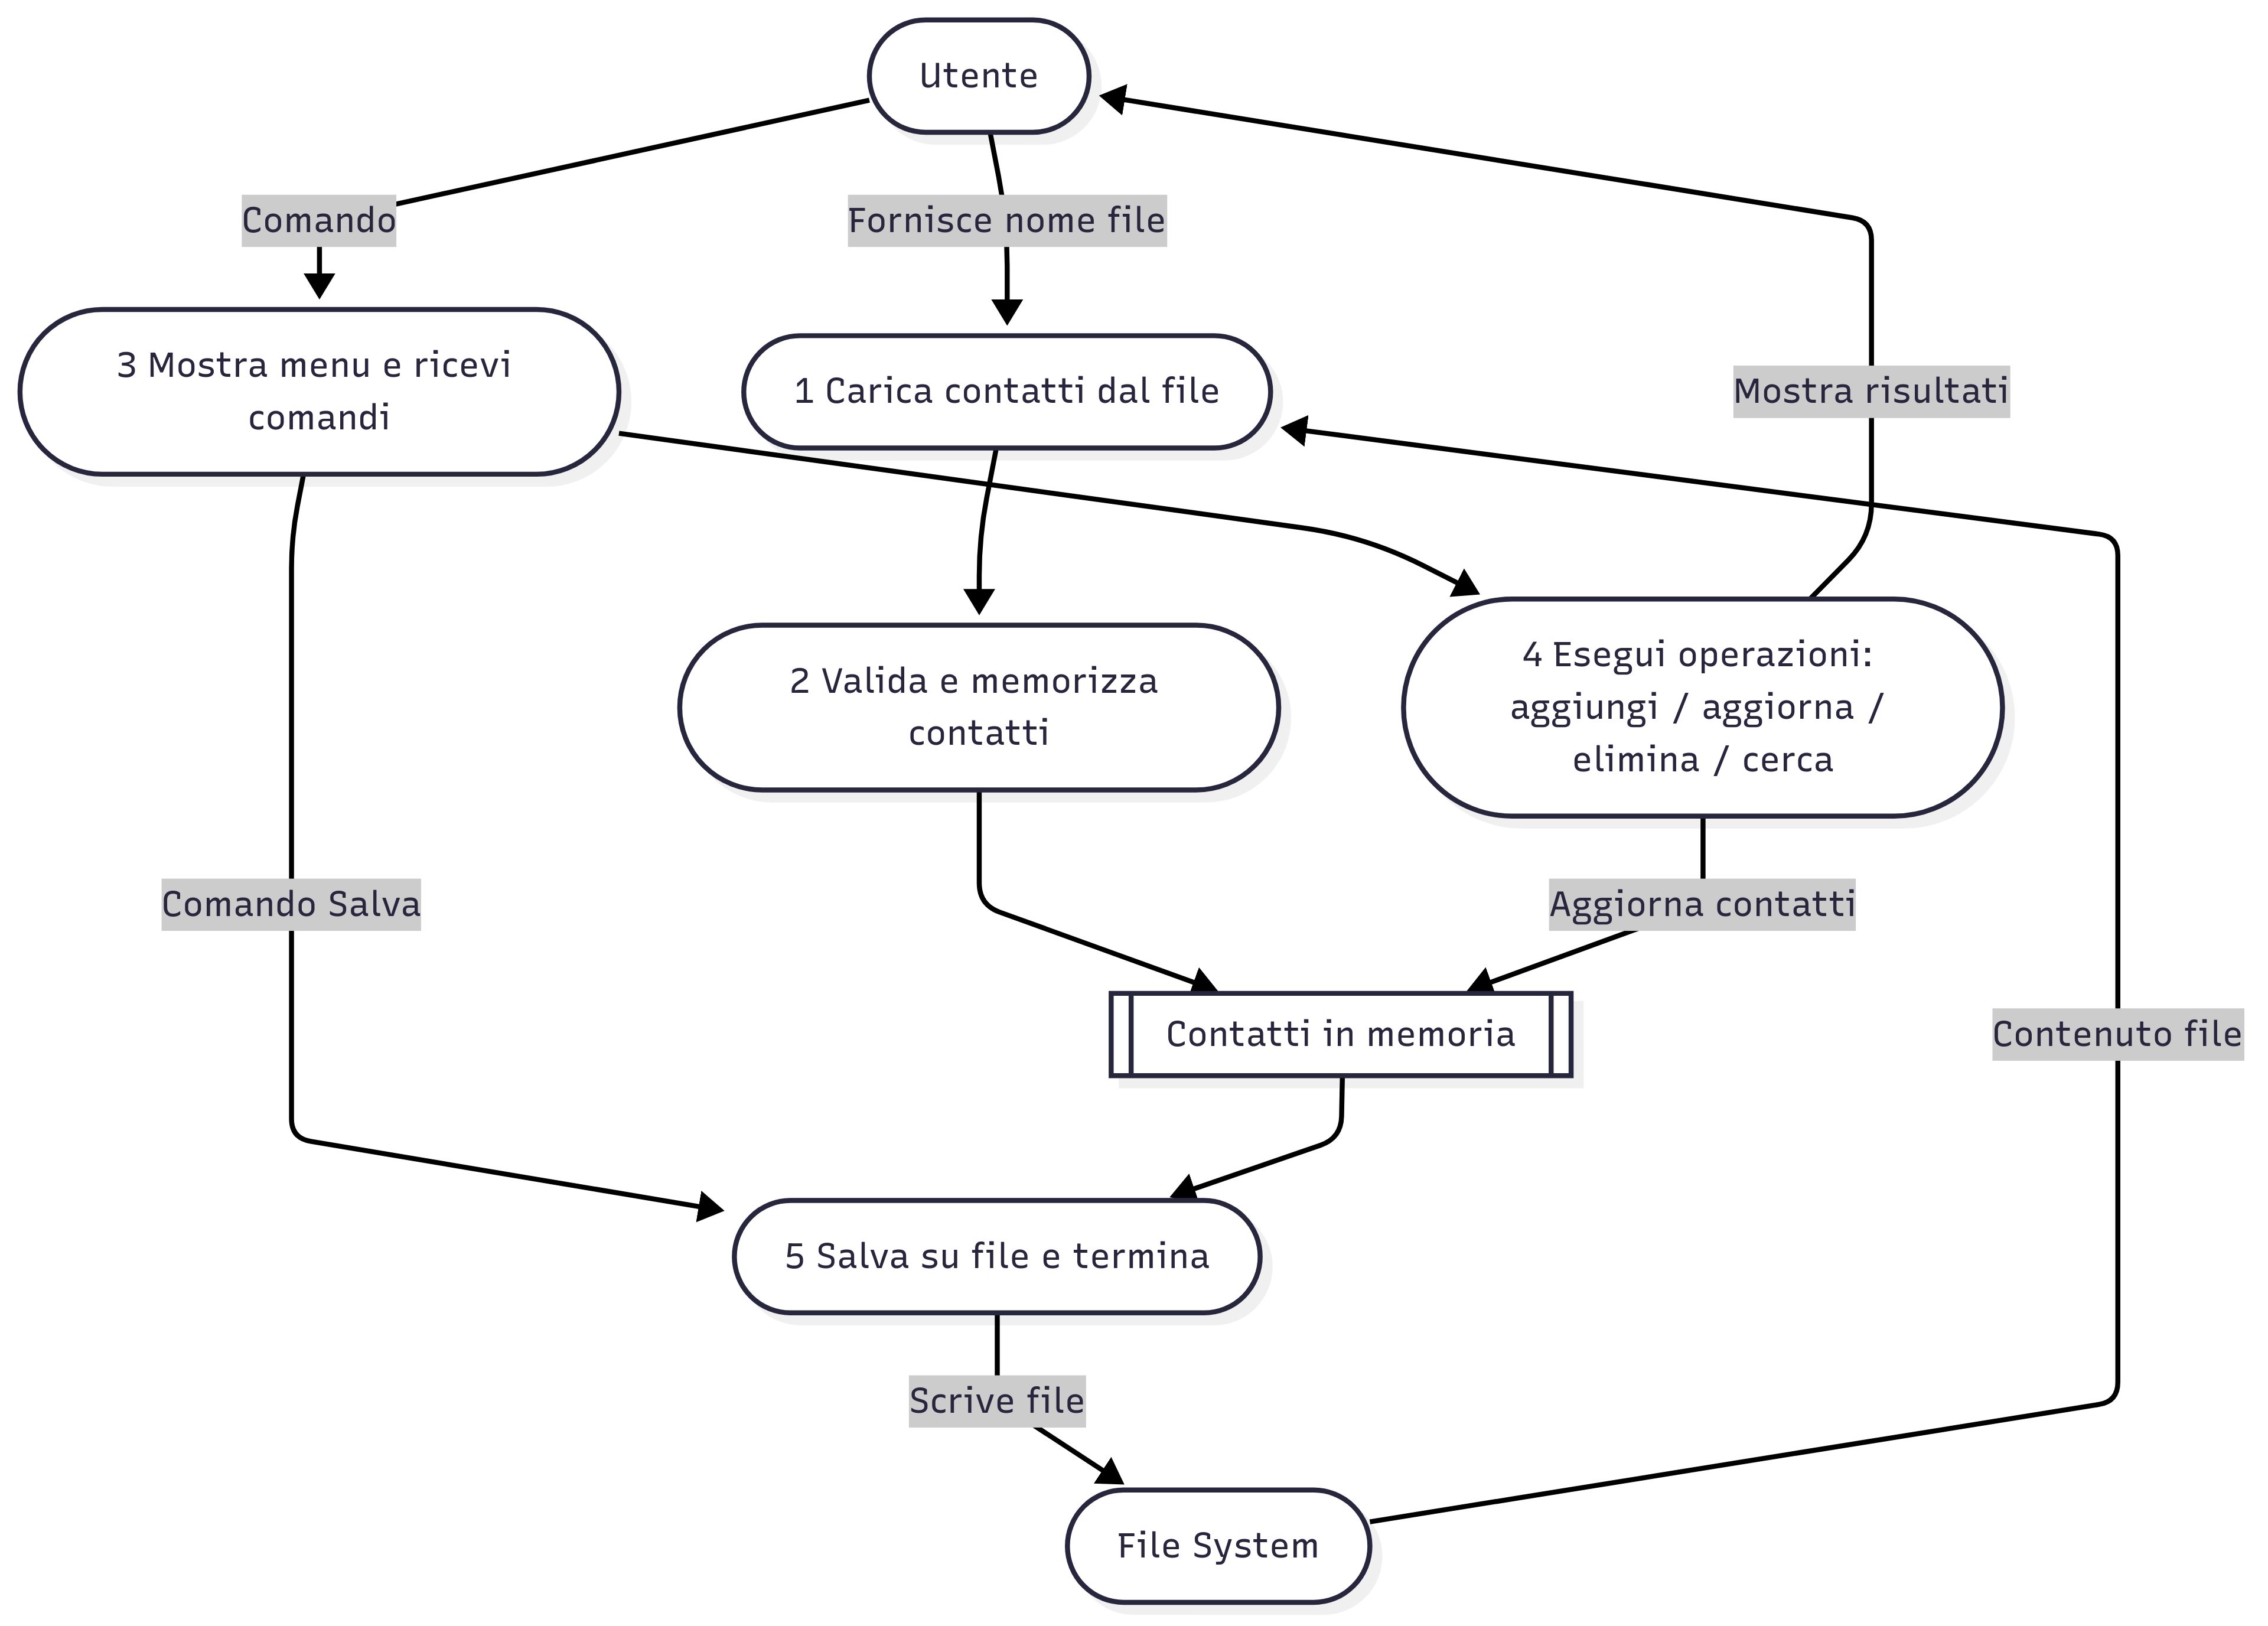 Utente
Comando
Fornisce nome file
3 Mostra menu e ricevi
comandi
1 Carica contatti dal file
Mostra risultati
2 Valida e memorizza
contatti
4 Esegui operazioni:
aggiungi / aggiorna /
elimina / cerca
Comando Salva
Aggiorna contatti
Contatti in memoria
Contenuto file
5 Salva su file e termina
Scrive file
File System